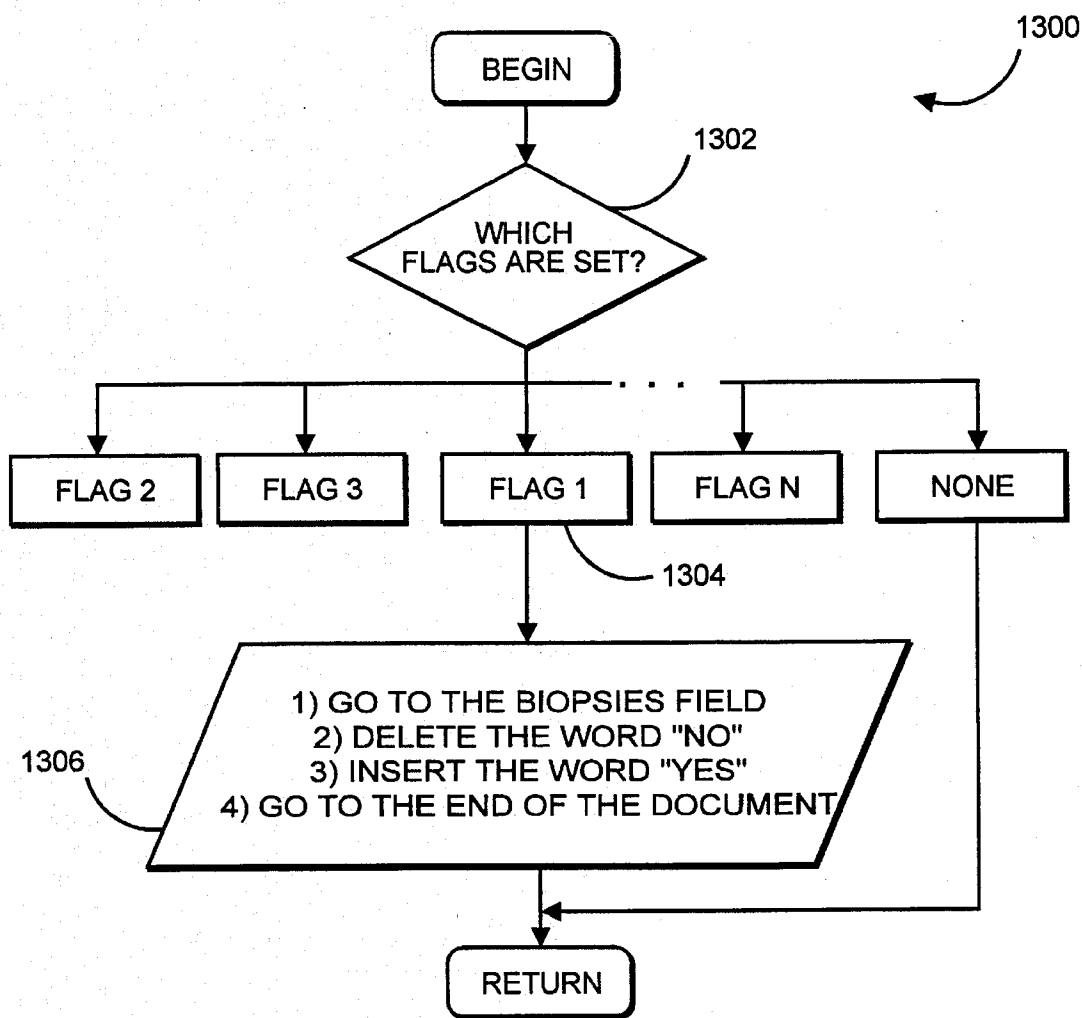 1300
BEGIN
1302
WHICH
FLAGS ARE SET?
. . .
FLAG 2
FLAG 3
FLAG 1
FLAG N
NONE
1304
1) GO TO THE BIOPSIES FIELD
2) DELETE THE WORD "NO"
3) INSERT THE WORD "YES"
4) GO TO THE END OF THE DOCUMENT
1306
RETURN